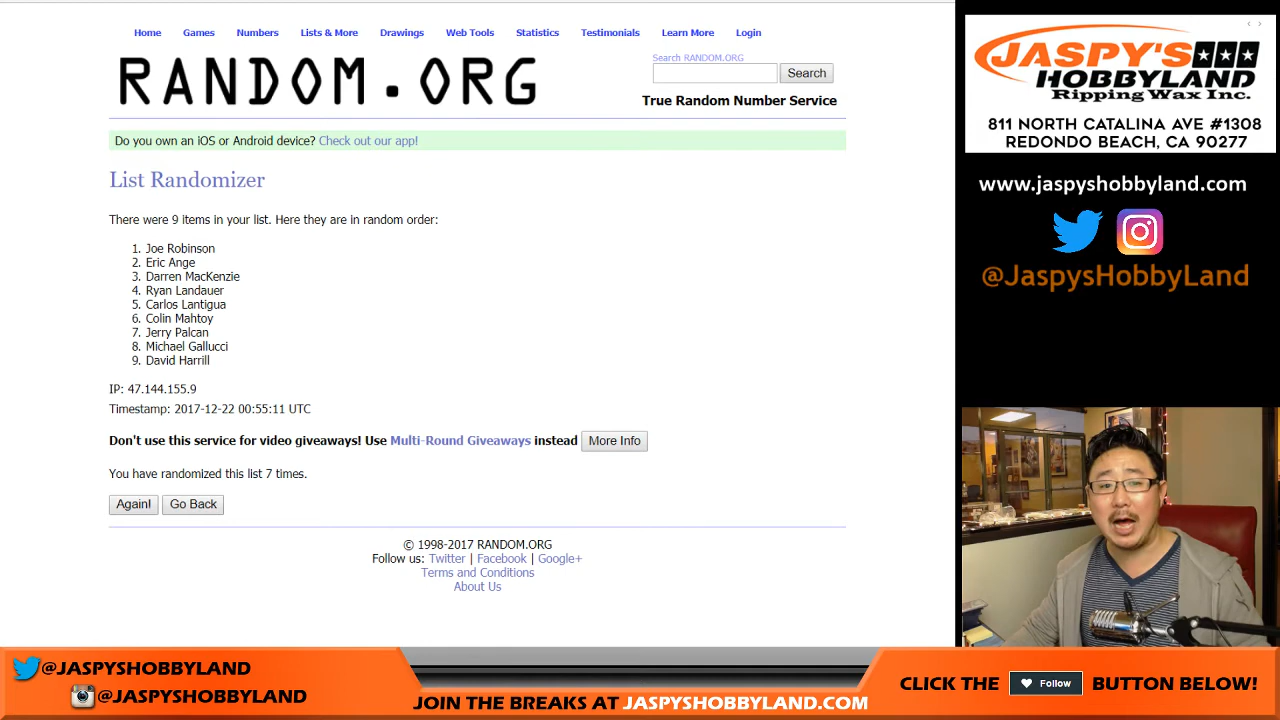 Home Games Numbers Lists & More Drawings Web Tools Statistics Testimonials Learn More Login
RANDOM.ORG
Search RANDOM.ORG
Search
True Random Number Service
Do you own an iOS or Android device? Check out our app!
List Randomizer
There were 9 items in your list. Here they are in random order:
1. Joe Robinson
2. Eric Ange
3. Darren MacKenzie
4. Ryan Landauer
5. Carlos Lantigua
6. Colin Mahtoy
7. Jerry Palcan
8. Michael Gallucci
9. David Harrill
IP: 47.144.155.9
Timestamp: 2017-12-22 00:55:11 UTC
Don't use this service for video giveaways! Use Multi-Round Giveaways instead More Info
You have randomized this list 7 times.
Again! Go Back
© 1998-2017 RANDOM.ORG
Follow us: Twitter | Facebook | Google+
Terms and Conditions
About Us
JASPY'S
HOBBYLAND
Ripping Wax Inc.
811 NORTH CATALINA AVE #1308
REDONDO BEACH, CA 90277
www.jaspyshobbyland.com
@JaspysHobbyLand
@JASPYSHOBBYLAND
@JASPYSHOBBYLAND
JOIN THE BREAKS AT JASPYSHOBBYLAND.COM
CLICK THE Follow BUTTON BELOW!